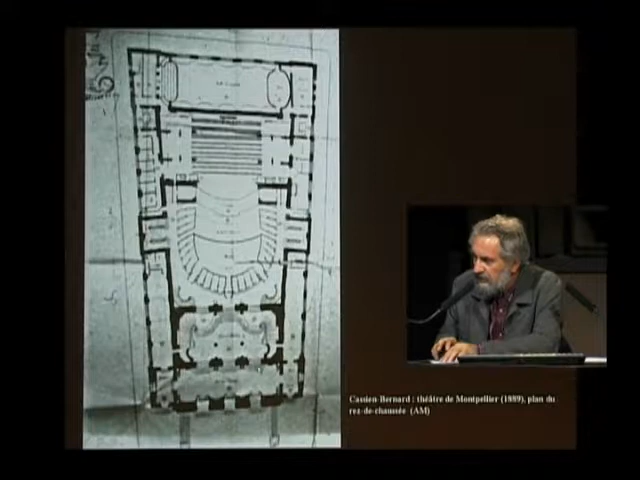 Cassien-Bernard : théâtre de Montpellier (1889), plan du
rez-de-chaussée (AM)